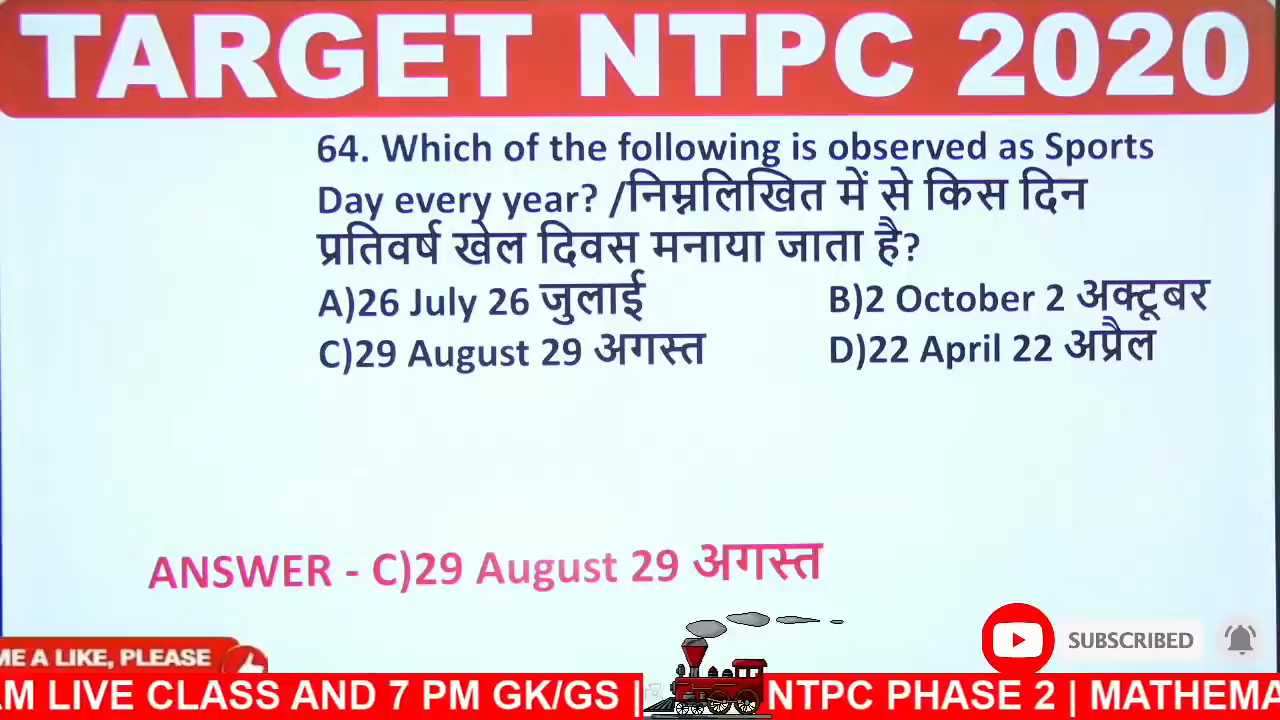 TARGET NTPC 2020
64. Which of the following is observed as Sports
Day every year? /निम्नलिखित में से किस दिन
प्रतिवर्ष खेल दिवस मनाया जाता है?
A)26 July 26 जुलाई B)2 October 2 अक्टूबर
C)29 August 29 अगस्त D)22 April 22 अप्रैल
ANSWER - C)29 August 29 अगस्त
ME A LIKE, PLEASE
SUBSCRIBED
LIVE CLASS AND 7 PM GK/GS | NTPC PHASE 2 |